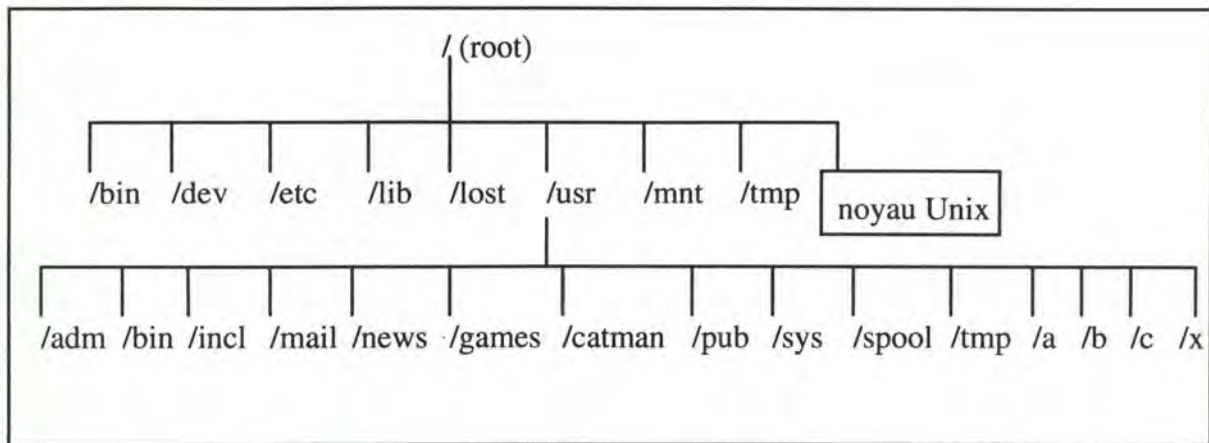 / (root)
/bin /dev /etc /lib /lost /usr /mnt /tmp noyau Unix
/adm /bin /incl /mail /news /games /catman /pub /sys /spool /tmp /a /b /c /x